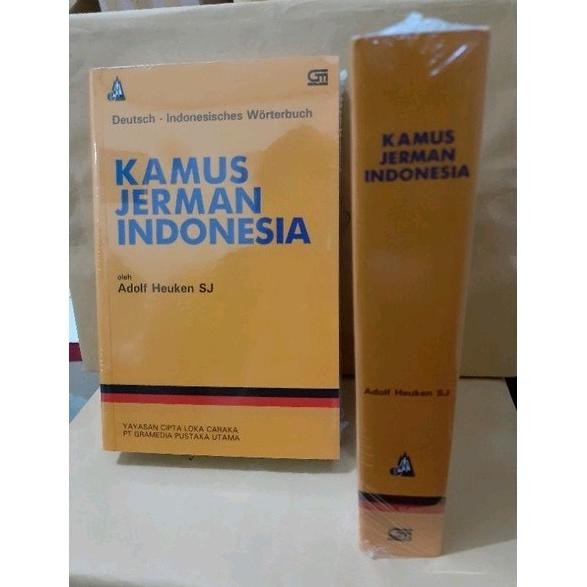 Deutsch - Indonesisches Wörterbuch
KAMUS
JERMAN
INDONESIA
oleh
Adolf Heuken SJ
YAYASAN CIPTA LOKA CARAKA
PT GRAMEDIA PUSTAKA UTAMA
KAMUS
JERMAN
INDONESIA
Adolf Heuken SJ